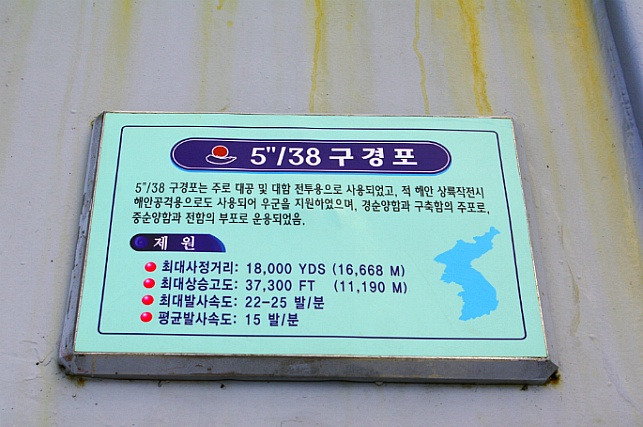 5"/38 구경포
5"/38 구경포는 주로 대공 및 대함 전투용으로 사용되었고, 적 해안 상륙작전시
해안공격용으로도 사용되어 우군을 지원하였으며, 경순양함과 구축함의 주포로,
중순양함과 전함의 부포로 운용되었음.
제 원
최대사정거리: 18,000 YDS (16,668 M)
최대상승고도: 37,300 FT (11,190 M)
최대발사속도: 22-25 발/분
평균발사속도: 15 발/분